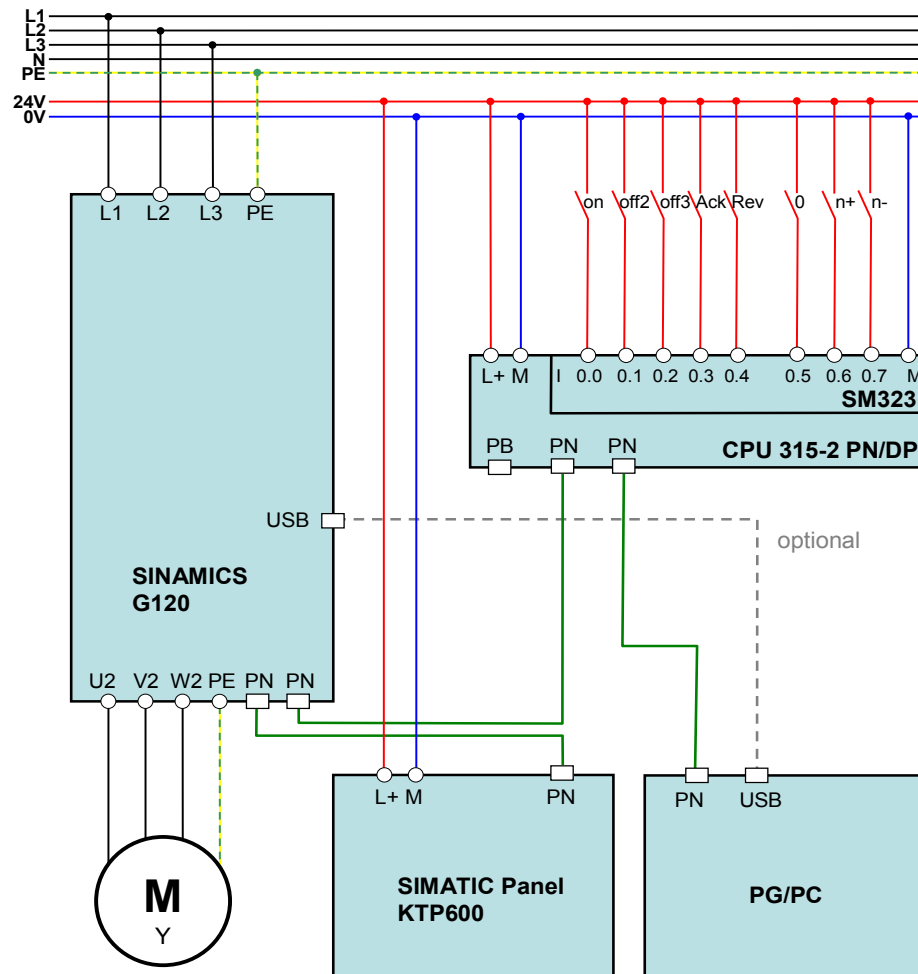 L1
L2
L3
N
PE
24V
0V
L1 L2 L3 PE
on off2 off3 Ack Rev 0 n+ n-
L+ M I 0.0 0.1 0.2 0.3 0.4 0.5 0.6 0.7 M
SM323
PB PN PN CPU 315-2 PN/DP
USB
optional
SINAMICS
G120
U2 V2 W2 PE PN PN
L+ M PN
PN USB
M
Y
SIMATIC Panel
KTP600
PG/PC